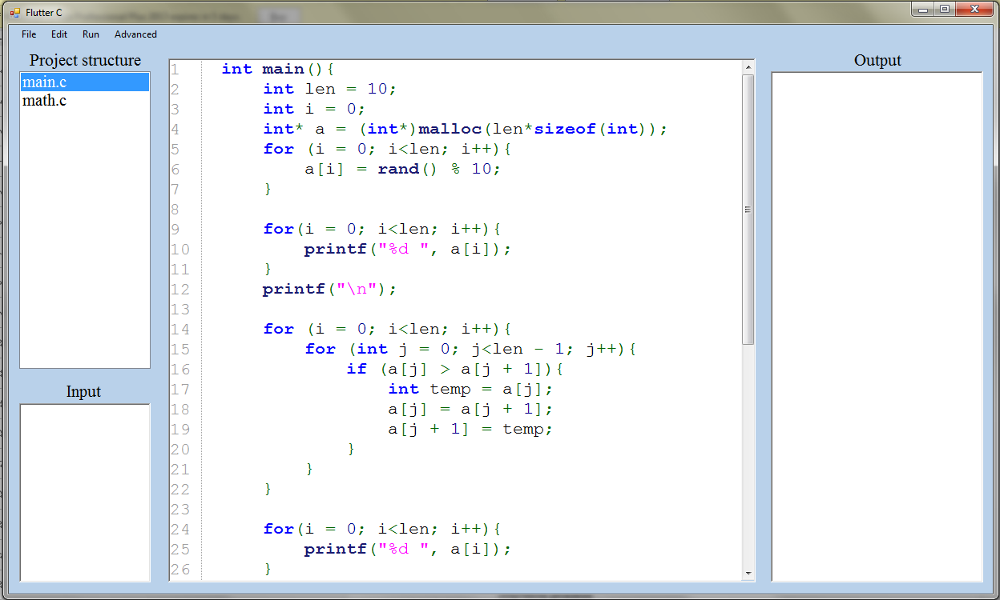 Flutter C
File Edit Run Advanced
Project structure
main.c
math.c
Input
1 int main(){
2 int len = 10;
3 int i = 0;
4 int* a = (int*)malloc(len*sizeof(int));
5 for (i = 0; i<len; i++){
6 a[i] = rand() % 10;
7 }
8
9 for(i = 0; i<len; i++){
10 printf("%d ", a[i]);
11 }
12 printf("\n");
13
14 for (i = 0; i<len; i++){
15 for (int j = 0; j<len - 1; j++){
16 if (a[j] > a[j + 1]){
17 int temp = a[j];
18 a[j] = a[j + 1];
19 a[j + 1] = temp;
20 }
21 }
22 }
23
24 for(i = 0; i<len; i++){
25 printf("%d ", a[i]);
26 }
Output